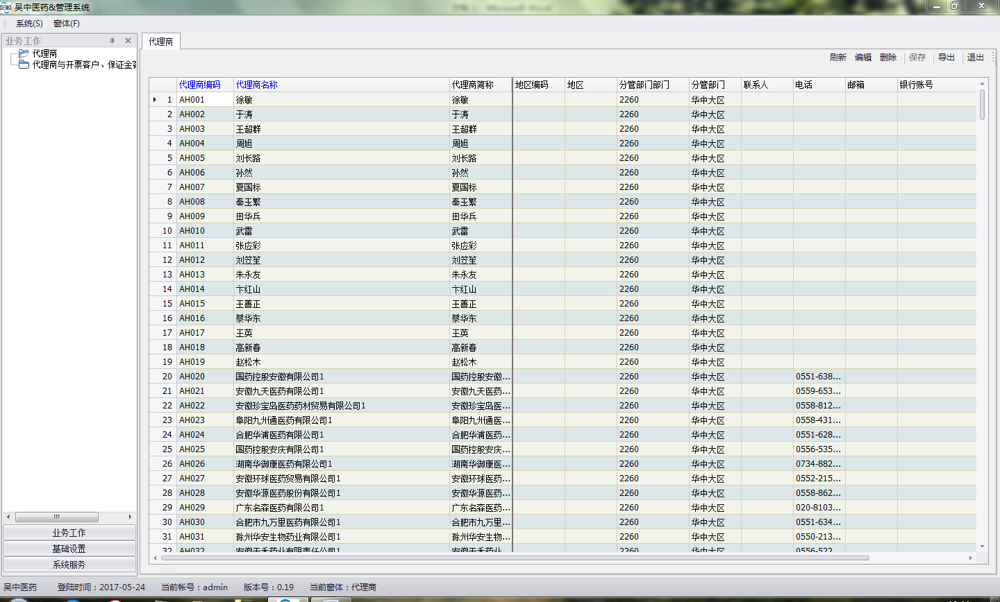 DEMO 吴中医药&管理系统
系统(S) 窗体(F)
业务工作
代理商
代理商与开票客户、保证金客
代理商
刷新 编辑 删除 保存 导出 退出
代理商编码 代理商名称 代理商简称 地区编码 地区 分管部门部门 分管部门 联系人 电话 邮箱 银行账号
1 AH001 徐敏 徐敏 2260 华中大区
2 AH002 于涛 于涛 2260 华中大区
3 AH003 王超群 王超群 2260 华中大区
4 AH004 周旭 周旭 2260 华中大区
5 AH005 刘长路 刘长路 2260 华中大区
6 AH006 孙然 孙然 2260 华中大区
7 AH007 夏国标 夏国标 2260 华中大区
8 AH008 秦玉繁 秦玉繁 2260 华中大区
9 AH009 田华兵 田华兵 2260 华中大区
10 AH010 武雷 武雷 2260 华中大区
11 AH011 张应彩 张应彩 2260 华中大区
12 AH012 刘笠笙 刘笠笙 2260 华中大区
13 AH013 朱永友 朱永友 2260 华中大区
14 AH014 卞红山 卞红山 2260 华中大区
15 AH015 王善正 王善正 2260 华中大区
16 AH016 蔡华东 蔡华东 2260 华中大区
17 AH017 王英 王英 2260 华中大区
18 AH018 高新春 高新春 2260 华中大区
19 AH019 赵松木 赵松木 2260 华中大区
20 AH020 国药控股安徽有限公司1 国药控股安徽... 2260 华中大区 0551-638...
21 AH021 安徽九天医药有限公司1 安徽九天医药... 2260 华中大区 0559-653...
22 AH022 安徽珍宝岛医药药材贸易有限公司1 安徽珍宝岛医... 2260 华中大区 0558-812...
23 AH023 阜阳九州通医药有限公司1 阜阳九州通医... 2260 华中大区 0558-431...
24 AH024 合肥华浦医药有限公司1 合肥华浦医药... 2260 华中大区 0551-628...
25 AH025 国药控股安庆有限公司1 国药控股安庆... 2260 华中大区 0556-535...
26 AH026 湖南华御康医药有限公司1 湖南华御康医... 2260 华中大区 0734-882...
27 AH027 安徽环球医药贸易有限公司1 安徽环球医药... 2260 华中大区 0552-215...
28 AH028 安徽华源医药股份有限公司1 安徽华源医药... 2260 华中大区 0558-862...
29 AH029 广东名森医药有限公司1 广东名森医药... 2260 华中大区 020-8103...
30 AH030 合肥市九万里医药有限公司1 合肥市九万里... 2260 华中大区 0551-634...
31 AH031 滁州华安生物药业有限公司1 滁州华安生物... 2260 华中大区 0550-213...
32 AH032 2260 华中大区 0556-522...
业务工作
基础设置
系统服务
吴中医药 登陆时间：2017-05-24 当前帐号：admin 版本号：0.19 当前窗体：代理商